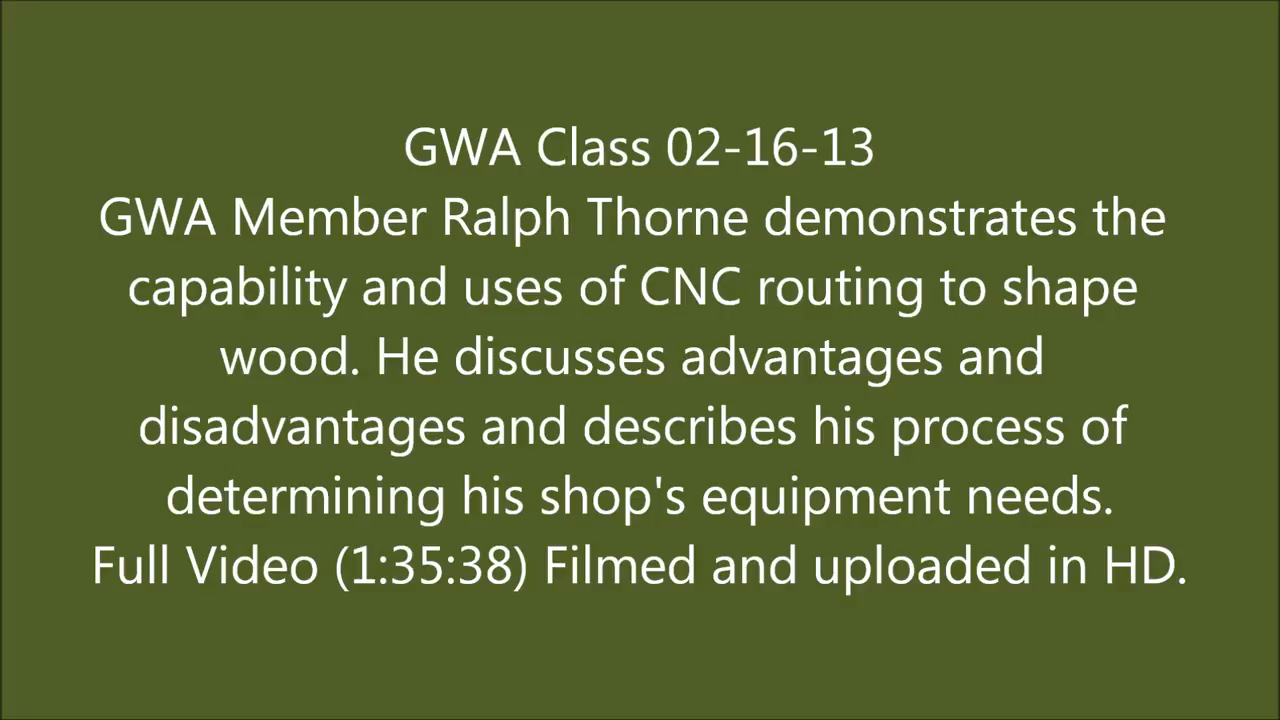 GWA Class 02-16-13
GWA Member Ralph Thorne demonstrates the
capability and uses of CNC routing to shape
wood. He discusses advantages and
disadvantages and describes his process of
determining his shop's equipment needs.
Full Video (1:35:38) Filmed and uploaded in HD.